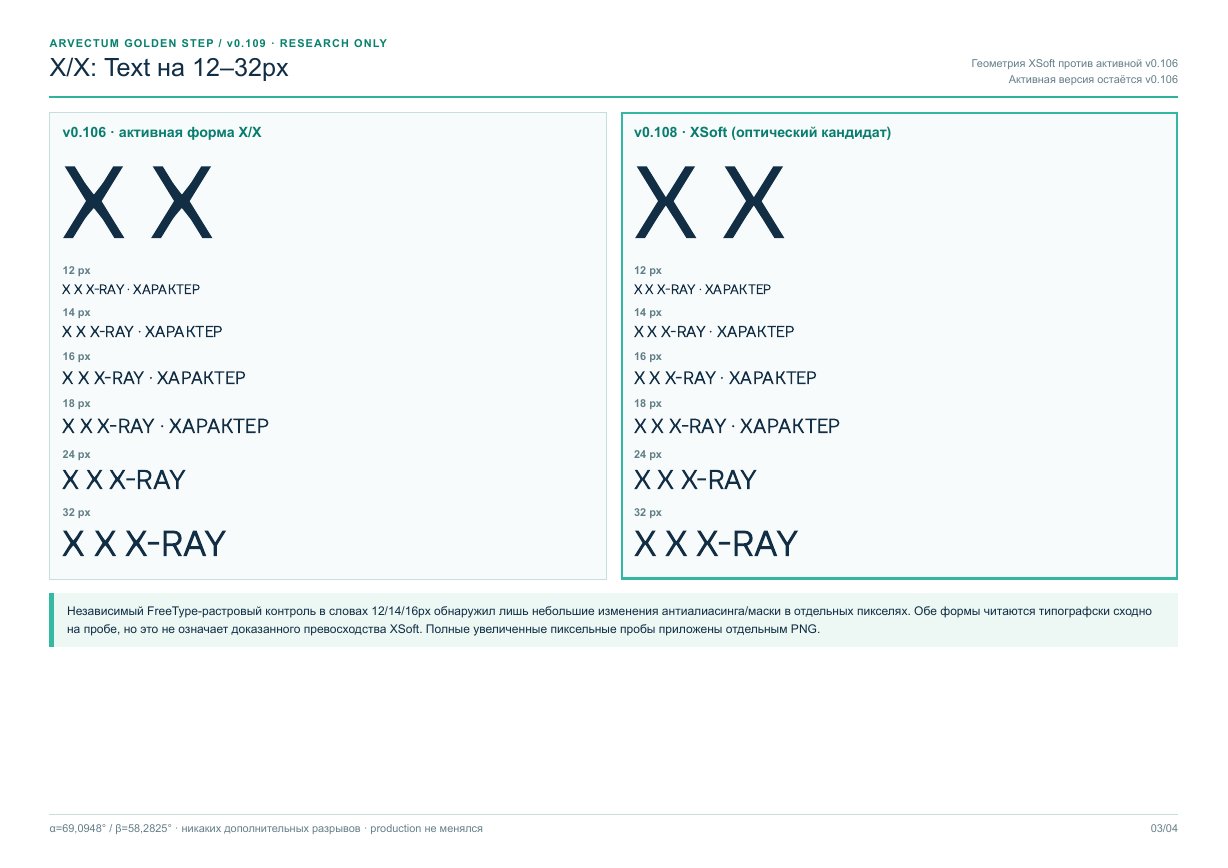 ARVECTUM GOLDEN STEP / v0.109 · RESEARCH ONLY
X/Х: Text на 12–32px
Геометрия XSoft против активной v0.106
Активная версия остаётся v0.106
v0.106 · активная форма X/Х
X Х
12 px
X Х X-RAY · ХАРАКТЕР
14 px
X Х X-RAY · ХАРАКТЕР
16 px
X Х X-RAY · ХАРАКТЕР
18 px
X Х X-RAY · ХАРАКТЕР
24 px
X Х X-RAY
32 px
X Х X-RAY
v0.108 · XSoft (оптический кандидат)
X Х
12 px
X Х X-RAY · ХАРАКТЕР
14 px
X Х X-RAY · ХАРАКТЕР
16 px
X Х X-RAY · ХАРАКТЕР
18 px
X Х X-RAY · ХАРАКТЕР
24 px
X Х X-RAY
32 px
X Х X-RAY
Независимый FreeType-растровый контроль в словах 12/14/16px обнаружил лишь небольшие изменения антиалиасинга/маски в отдельных пикселях. Обе формы читаются типографски сходно
на пробе, но это не означает доказанного превосходства XSoft. Полные увеличенные пиксельные пробы приложены отдельным PNG.
α=69,0948° / β=58,2825° · никаких дополнительных разрывов · production не менялся
03/04